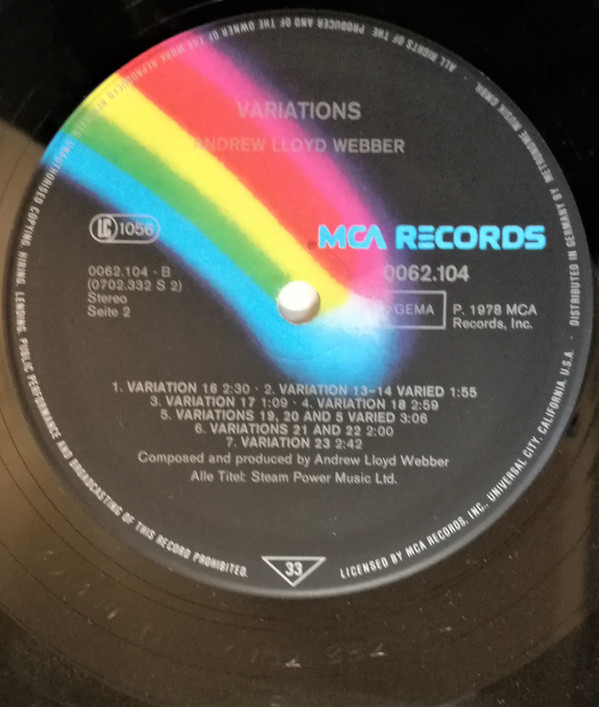 VARIATIONS
ANDREW LLOYD WEBBER
LC 1056
MCA RECORDS
0062.104 - B
(0702.332 S 2)
Stereo
Seite 2
0062.104
GEMA
P. 1978 MCA
Records, Inc.
1. VARIATION 16 2:30 · 2. VARIATION 13-14 VARIED 1:55
3. VARIATION 17 1:09 · 4. VARIATION 18 2:59
5. VARIATIONS 19, 20 AND 5 VARIED 3:06
6. VARIATIONS 21 AND 22 2:00
7. VARIATION 23 2:42
Composed and produced by Andrew Lloyd Webber
Alle Titel: Steam Power Music Ltd.
33
ALL RIGHTS OF THE PRODUCER AND OF THE OWNER OF THE WORK REPRODUCED RESERVED · UNAUTHORISED COPYING, HIRING, LENDING, PUBLIC PERFORMANCE AND BROADCASTING OF THIS RECORD PROHIBITED.
LICENSED BY MCA RECORDS, INC., UNIVERSAL CITY, CALIFORNIA, U.S.A. · DISTRIBUTED IN GERMANY BY METRONOME MUSIK GMBH.